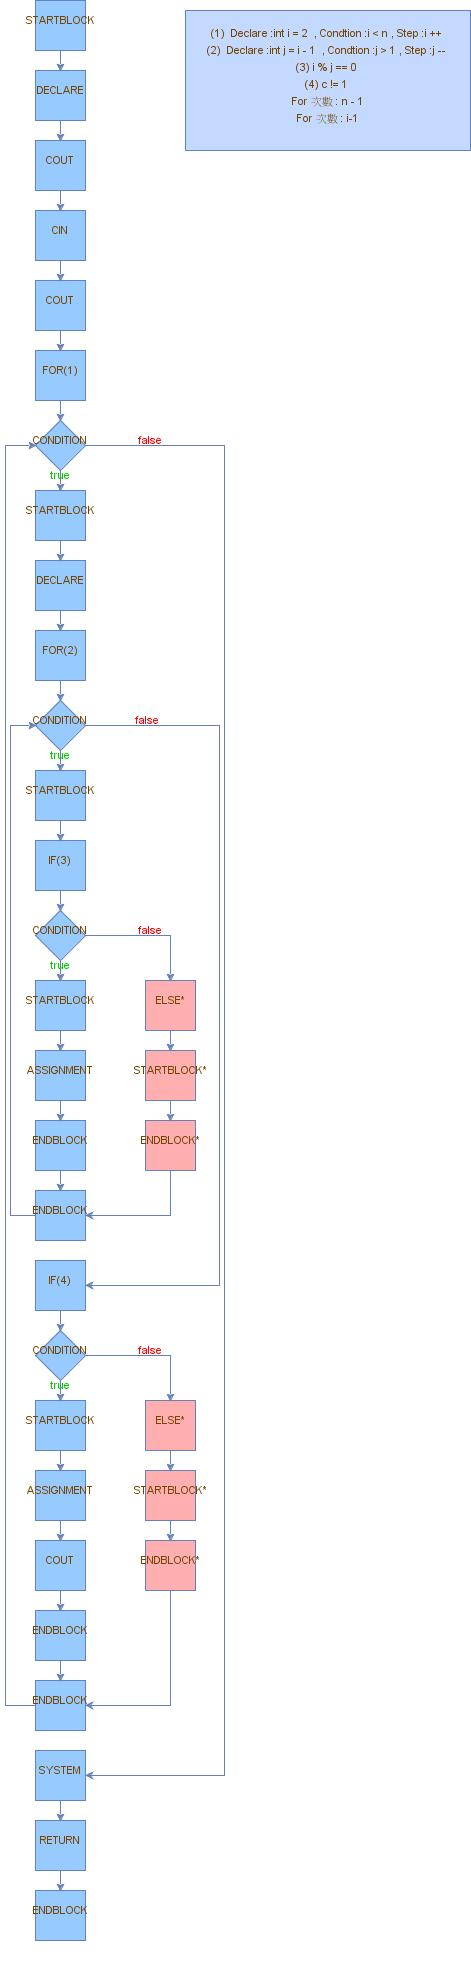 STARTBLOCK
(1)  Declare :int i = 2  , Condtion :i < n , Step :i ++
(2)  Declare :int j = i - 1  , Condtion :j > 1 , Step :j --
(3) i % j == 0
(4) c != 1
For 次數 : n - 1
For 次數 : i-1
DECLARE
COUT
CIN
COUT
FOR(1)
CONDITION
false
true
STARTBLOCK
DECLARE
FOR(2)
CONDITION
false
true
STARTBLOCK
IF(3)
CONDITION
false
true
STARTBLOCK
ELSE*
ASSIGNMENT
STARTBLOCK*
ENDBLOCK
ENDBLOCK*
ENDBLOCK
IF(4)
CONDITION
false
true
STARTBLOCK
ELSE*
ASSIGNMENT
STARTBLOCK*
COUT
ENDBLOCK*
ENDBLOCK
ENDBLOCK
SYSTEM
RETURN
ENDBLOCK